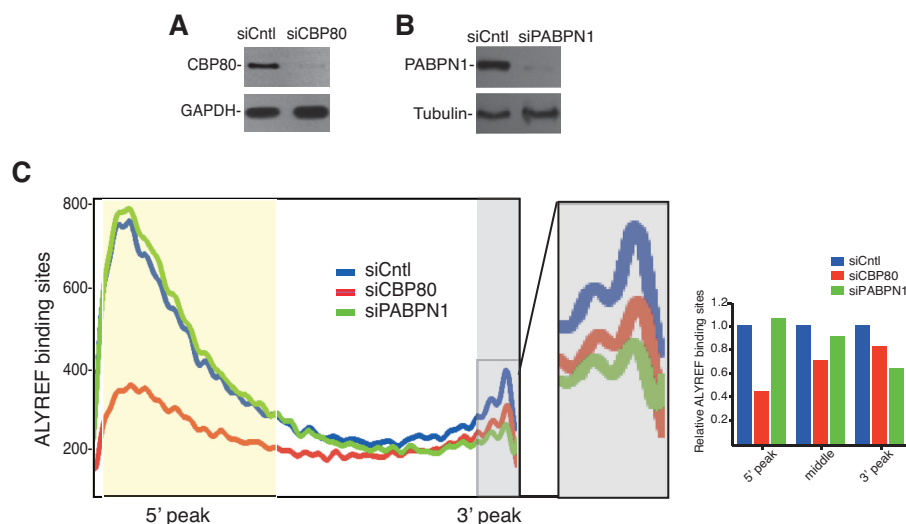 A
siCntl siCBP80
CBP80-
GAPDH-
B
siCntl siPABPN1
PABPN1-
Tubulin-
C
ALYREF binding sites
800
600
400
200
siCntl
siCBP80
siPABPN1
5' peak
3' peak
siCntl
siCBP80
siPABPN1
Relative ALYREF binding sites
1.2
1.0
0.8
0.6
0.4
0.2
5' peak
middle
3' peak